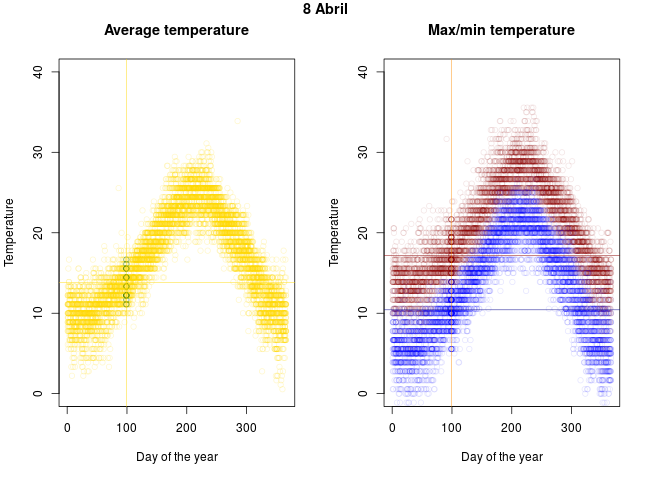 8 Abril
Average temperature
Temperature
40
30
20
10
0
0 100 200 300
Day of the year
Max/min temperature
Temperature
40
30
20
10
0
0 100 200 300
Day of the year